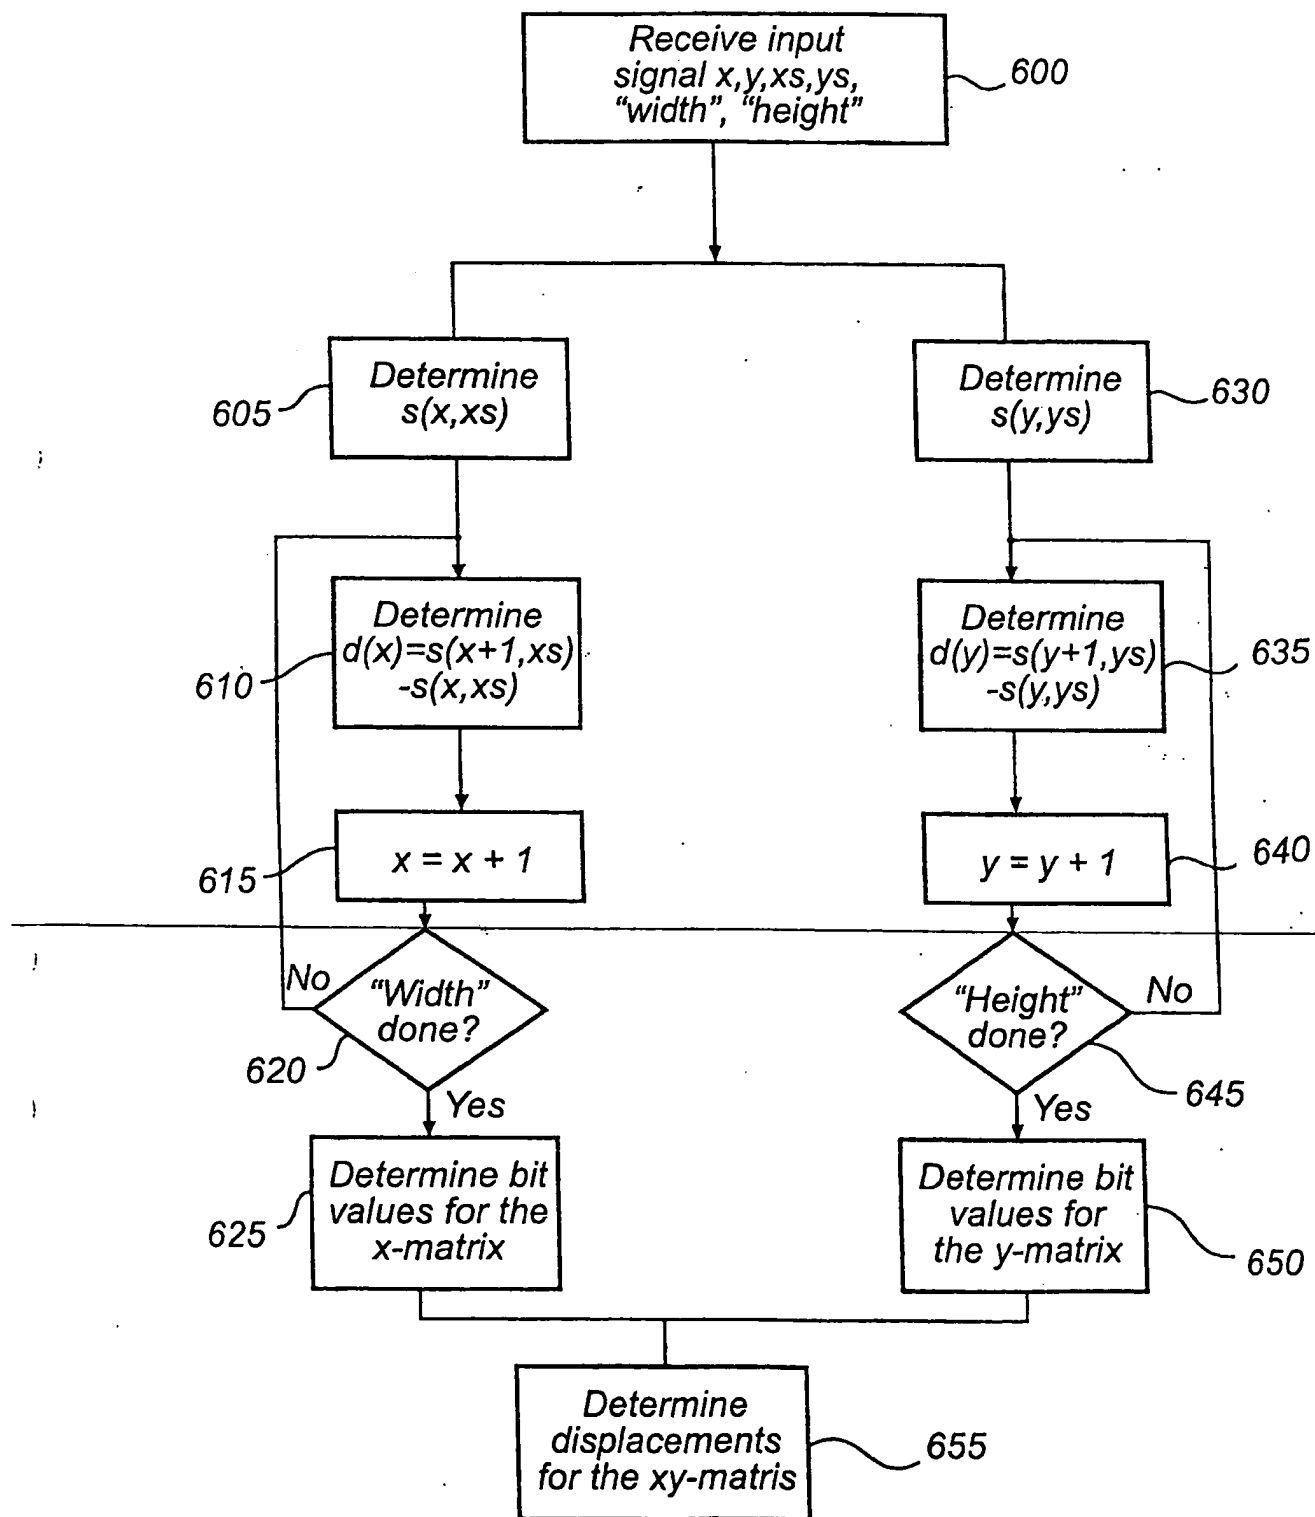 Receive input
signal x,y,xs,ys,
“width”, “height”
600
Determine
s(x,xs)
605
Determine
s(y,ys)
630
Determine
d(x)=s(x+1,xs)
-s(x,xs)
610
Determine
d(y)=s(y+1,ys)
-s(y,ys)
635
x = x + 1
615
y = y + 1
640
No
“Width”
done?
620
Yes
“Height”
done?
No
645
Yes
Determine bit
values for the
x-matrix
625
Determine bit
values for
the y-matrix
650
Determine
displacements
for the xy-matris
655